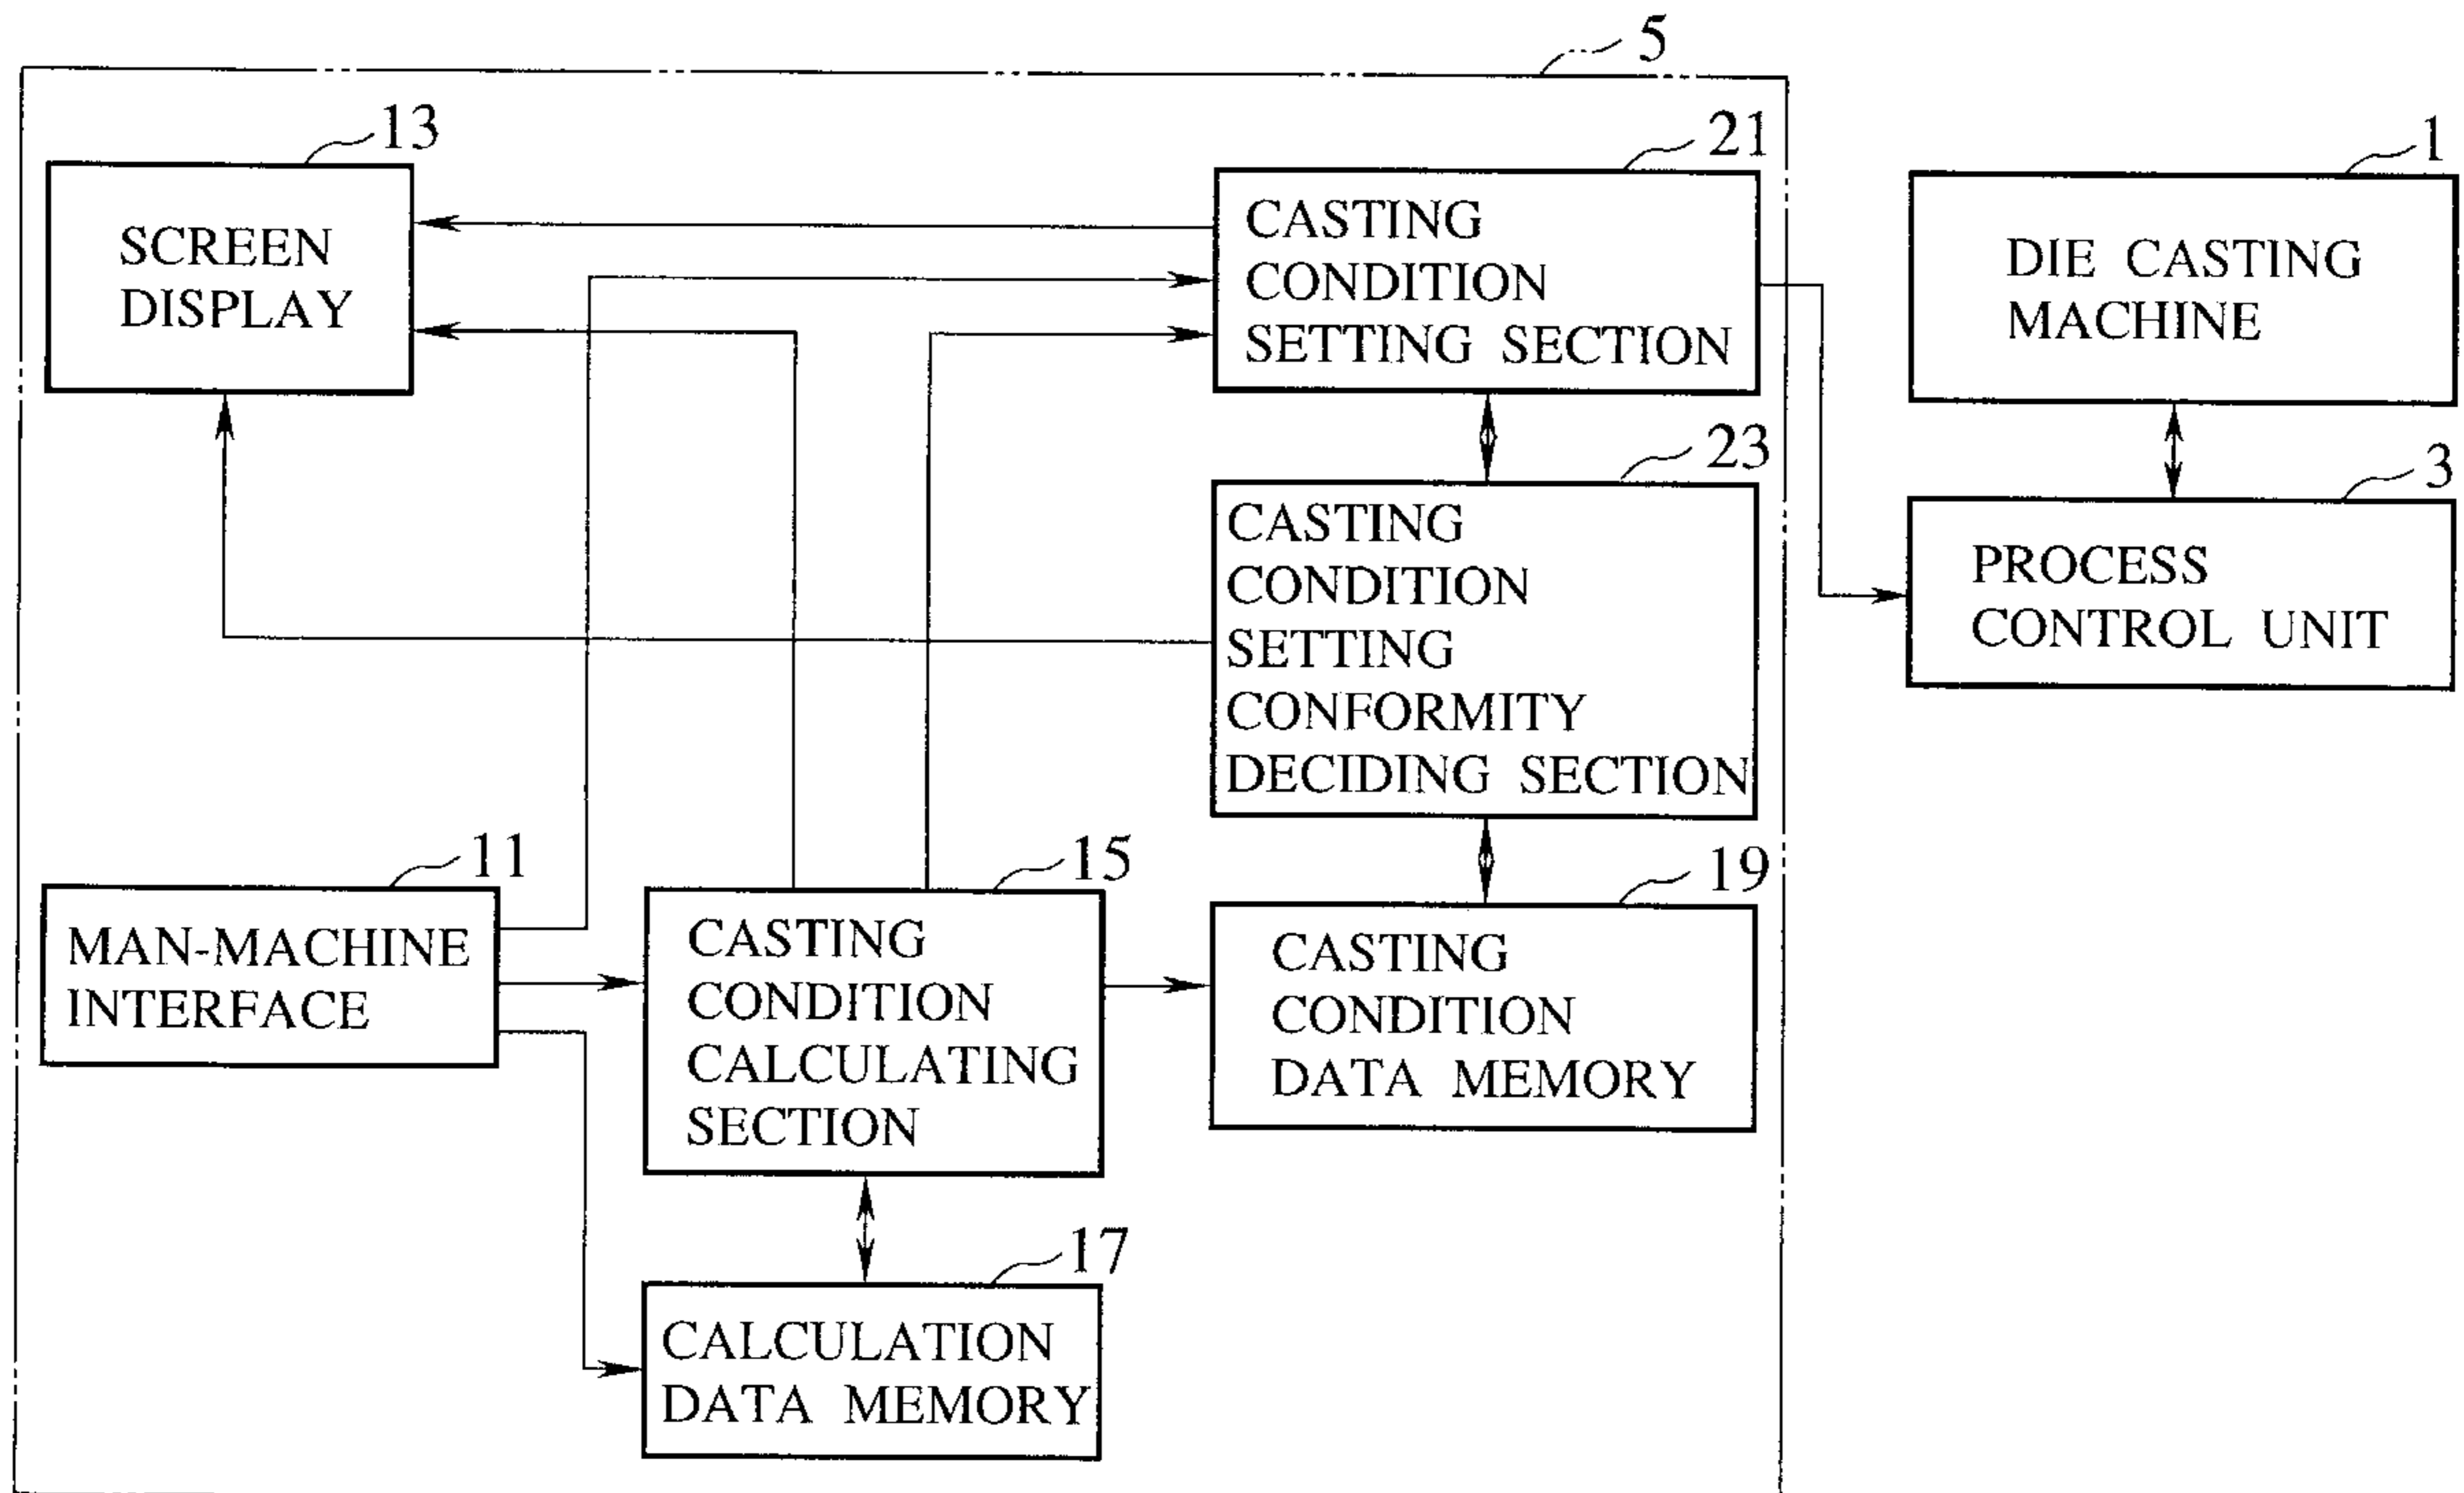 5
13
SCREEN
DISPLAY
21
CASTING
CONDITION
SETTING SECTION
1
DIE CASTING
MACHINE
23
CASTING
CONDITION
SETTING
CONFORMITY
DECIDING SECTION
3
PROCESS
CONTROL UNIT
11
MAN-MACHINE
INTERFACE
15
CASTING
CONDITION
CALCULATING
SECTION
19
CASTING
CONDITION
DATA MEMORY
17
CALCULATION
DATA MEMORY